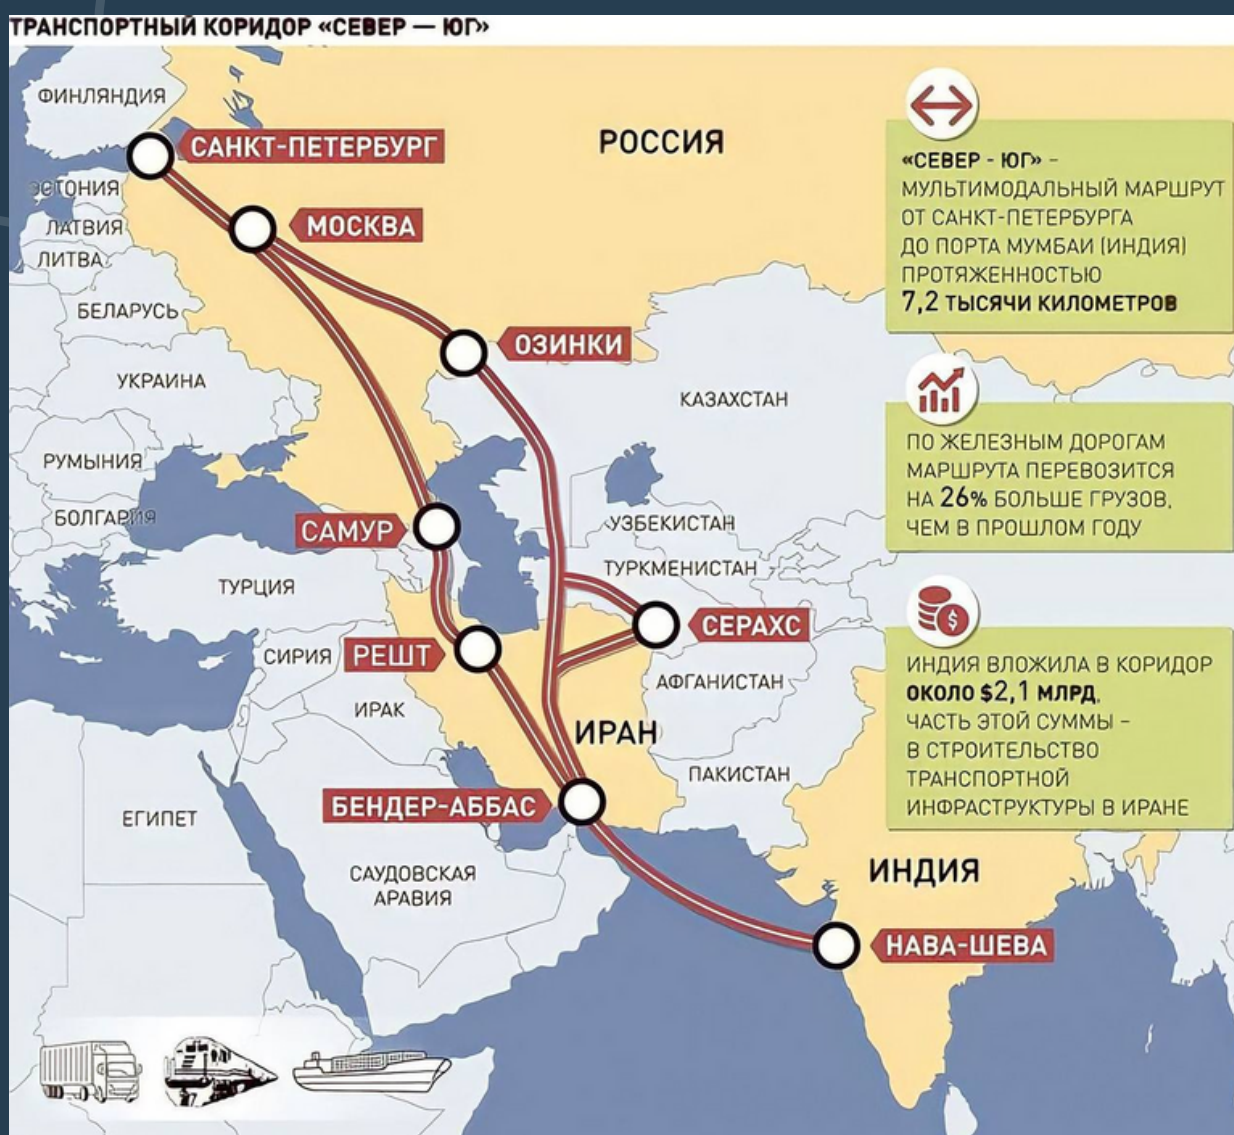 ТРАНСПОРТНЫЙ КОРИДОР «СЕВЕР — ЮГ»
ФИНЛЯНДИЯ
САНКТ-ПЕТЕРБУРГ
РОССИЯ
ЭСТОНИЯ
ЛАТВИЯ
МОСКВА
ЛИТВА
БЕЛАРУСЬ
ОЗИНКИ
УКРАИНА
КАЗАХСТАН
РУМЫНИЯ
БОЛГАРИЯ
САМУР
УЗБЕКИСТАН
ТУРКМЕНИСТАН
ТУРЦИЯ
СЕРАХС
СИРИЯ
РЕШТ
АФГАНИСТАН
ИРАК
ИРАН
ПАКИСТАН
БЕНДЕР-АББАС
ЕГИПЕТ
САУДОВСКАЯ
АРАВИЯ
ИНДИЯ
НАВА-ШЕВА
«СЕВЕР - ЮГ» –
МУЛЬТИМОДАЛЬНЫЙ МАРШРУТ
ОТ САНКТ-ПЕТЕРБУРГА
ДО ПОРТА МУМБАИ (ИНДИЯ)
ПРОТЯЖЕННОСТЬЮ
7,2 ТЫСЯЧИ КИЛОМЕТРОВ
ПО ЖЕЛЕЗНЫМ ДОРОГАМ
МАРШРУТА ПЕРЕВОЗИТСЯ
НА 26% БОЛЬШЕ ГРУЗОВ,
ЧЕМ В ПРОШЛОМ ГОДУ
$
ИНДИЯ ВЛОЖИЛА В КОРИДОР
ОКОЛО $2,1 МЛРД.
ЧАСТЬ ЭТОЙ СУММЫ –
В СТРОИТЕЛЬСТВО
ТРАНСПОРТНОЙ
ИНФРАСТРУКТУРЫ В ИРАНЕ